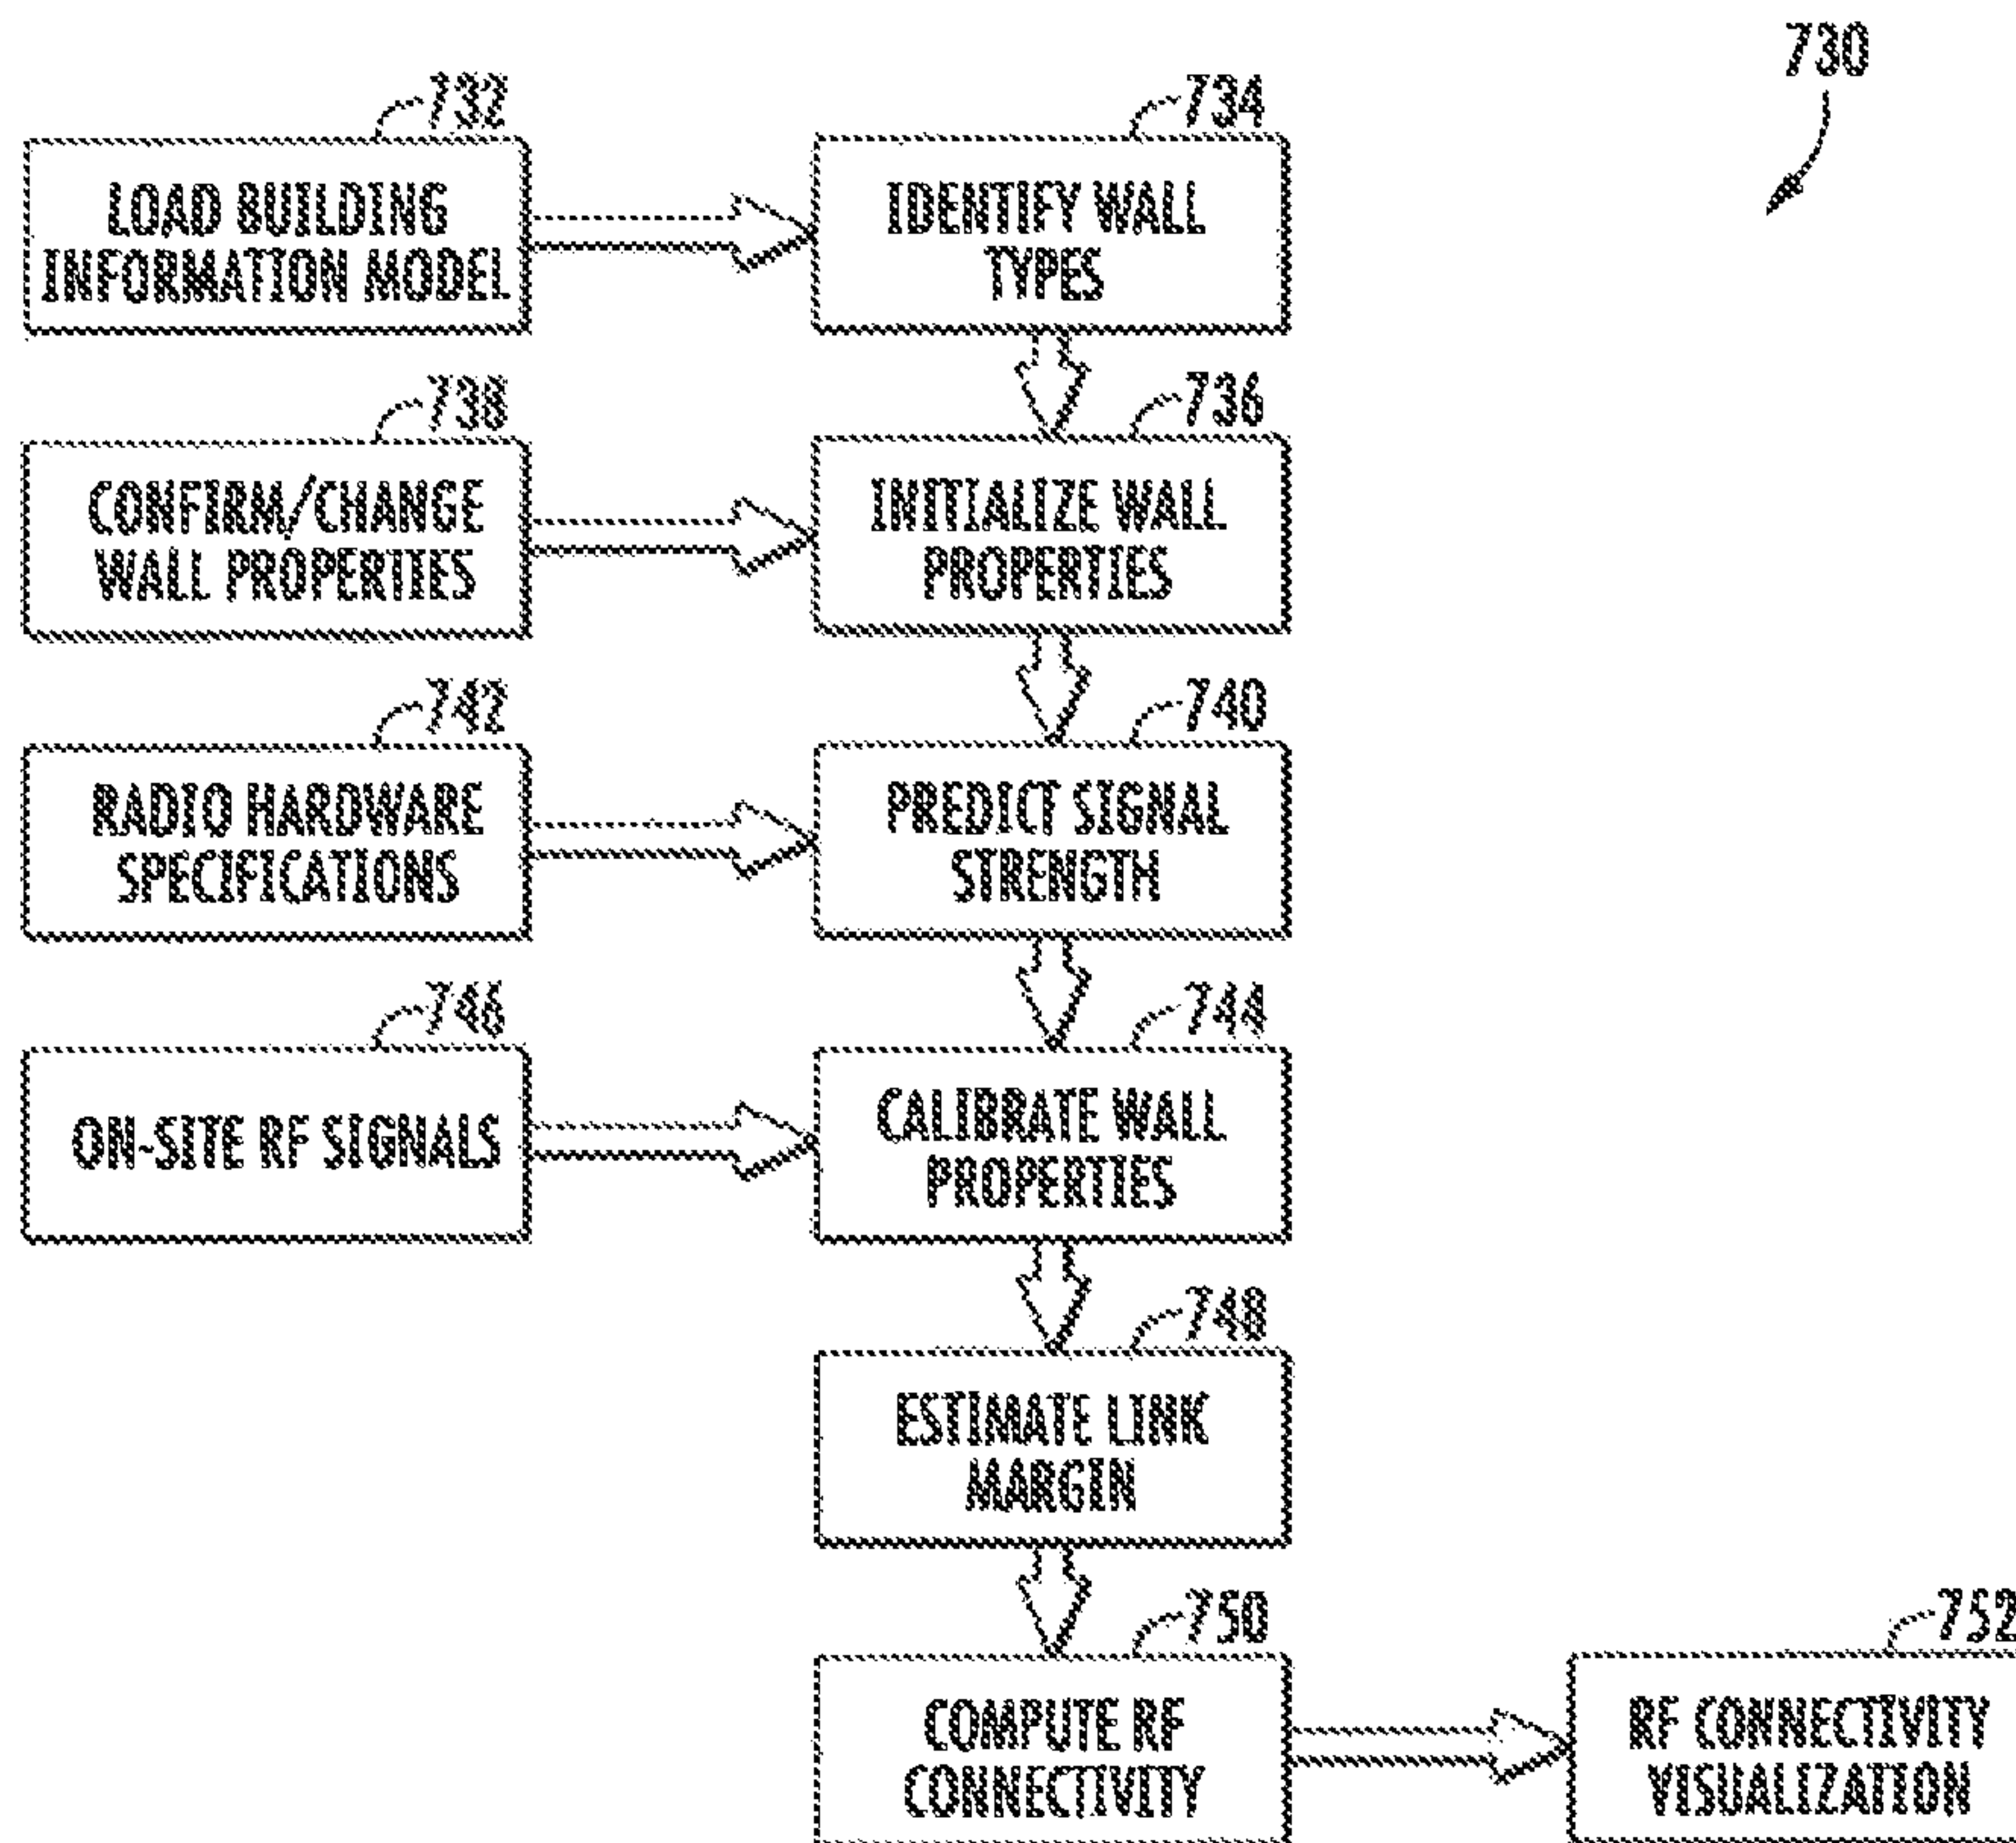 730
732
LOAD BUILDING
INFORMATION MODEL
734
IDENTIFY WALL
TYPES
738
CONFIRM/CHANGE
WALL PROPERTIES
736
INITIALIZE WALL
PROPERTIES
742
RADIO HARDWARE
SPECIFICATIONS
740
PREDICT SIGNAL
STRENGTH
746
ON-SITE RF SIGNALS
744
CALIBRATE WALL
PROPERTIES
748
ESTIMATE LINK
MARGIN
750
COMPUTE RF
CONNECTIVITY
752
RF CONNECTIVITY
VISUALIZATION